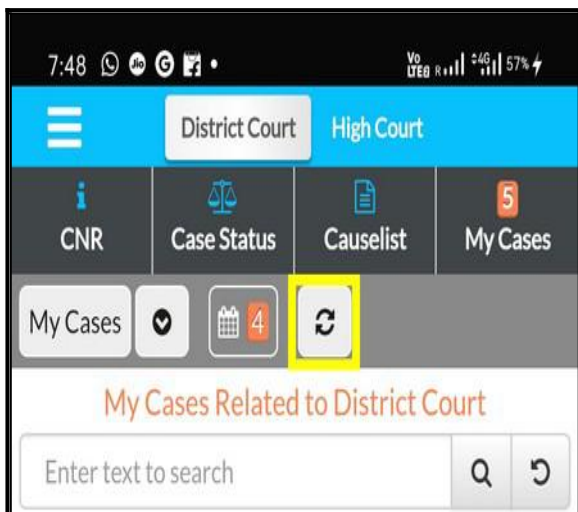 7:48 Vo LTE 4G 57%
District Court High Court
CNR Case Status Causelist 5 My Cases
My Cases 4
My Cases Related to District Court
Enter text to search